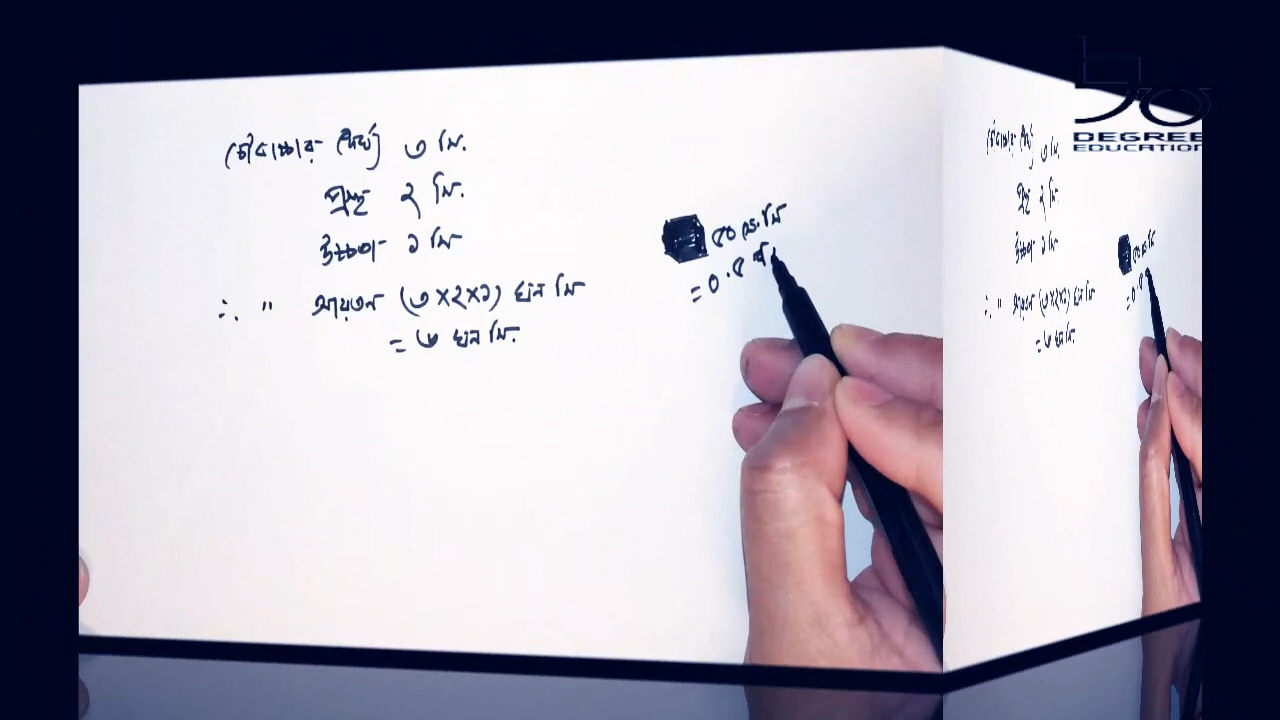 চৌবাচ্চার দৈর্ঘ্য ৩ মি.
প্রস্থ ২ মি.
উচ্চতা ১ মি
∴ " আয়তন (৩×২×১) ঘন মি
= ৬ ঘন মি.
৫০ সে.মি
= ০.৫
DEGREE
EDUCATION